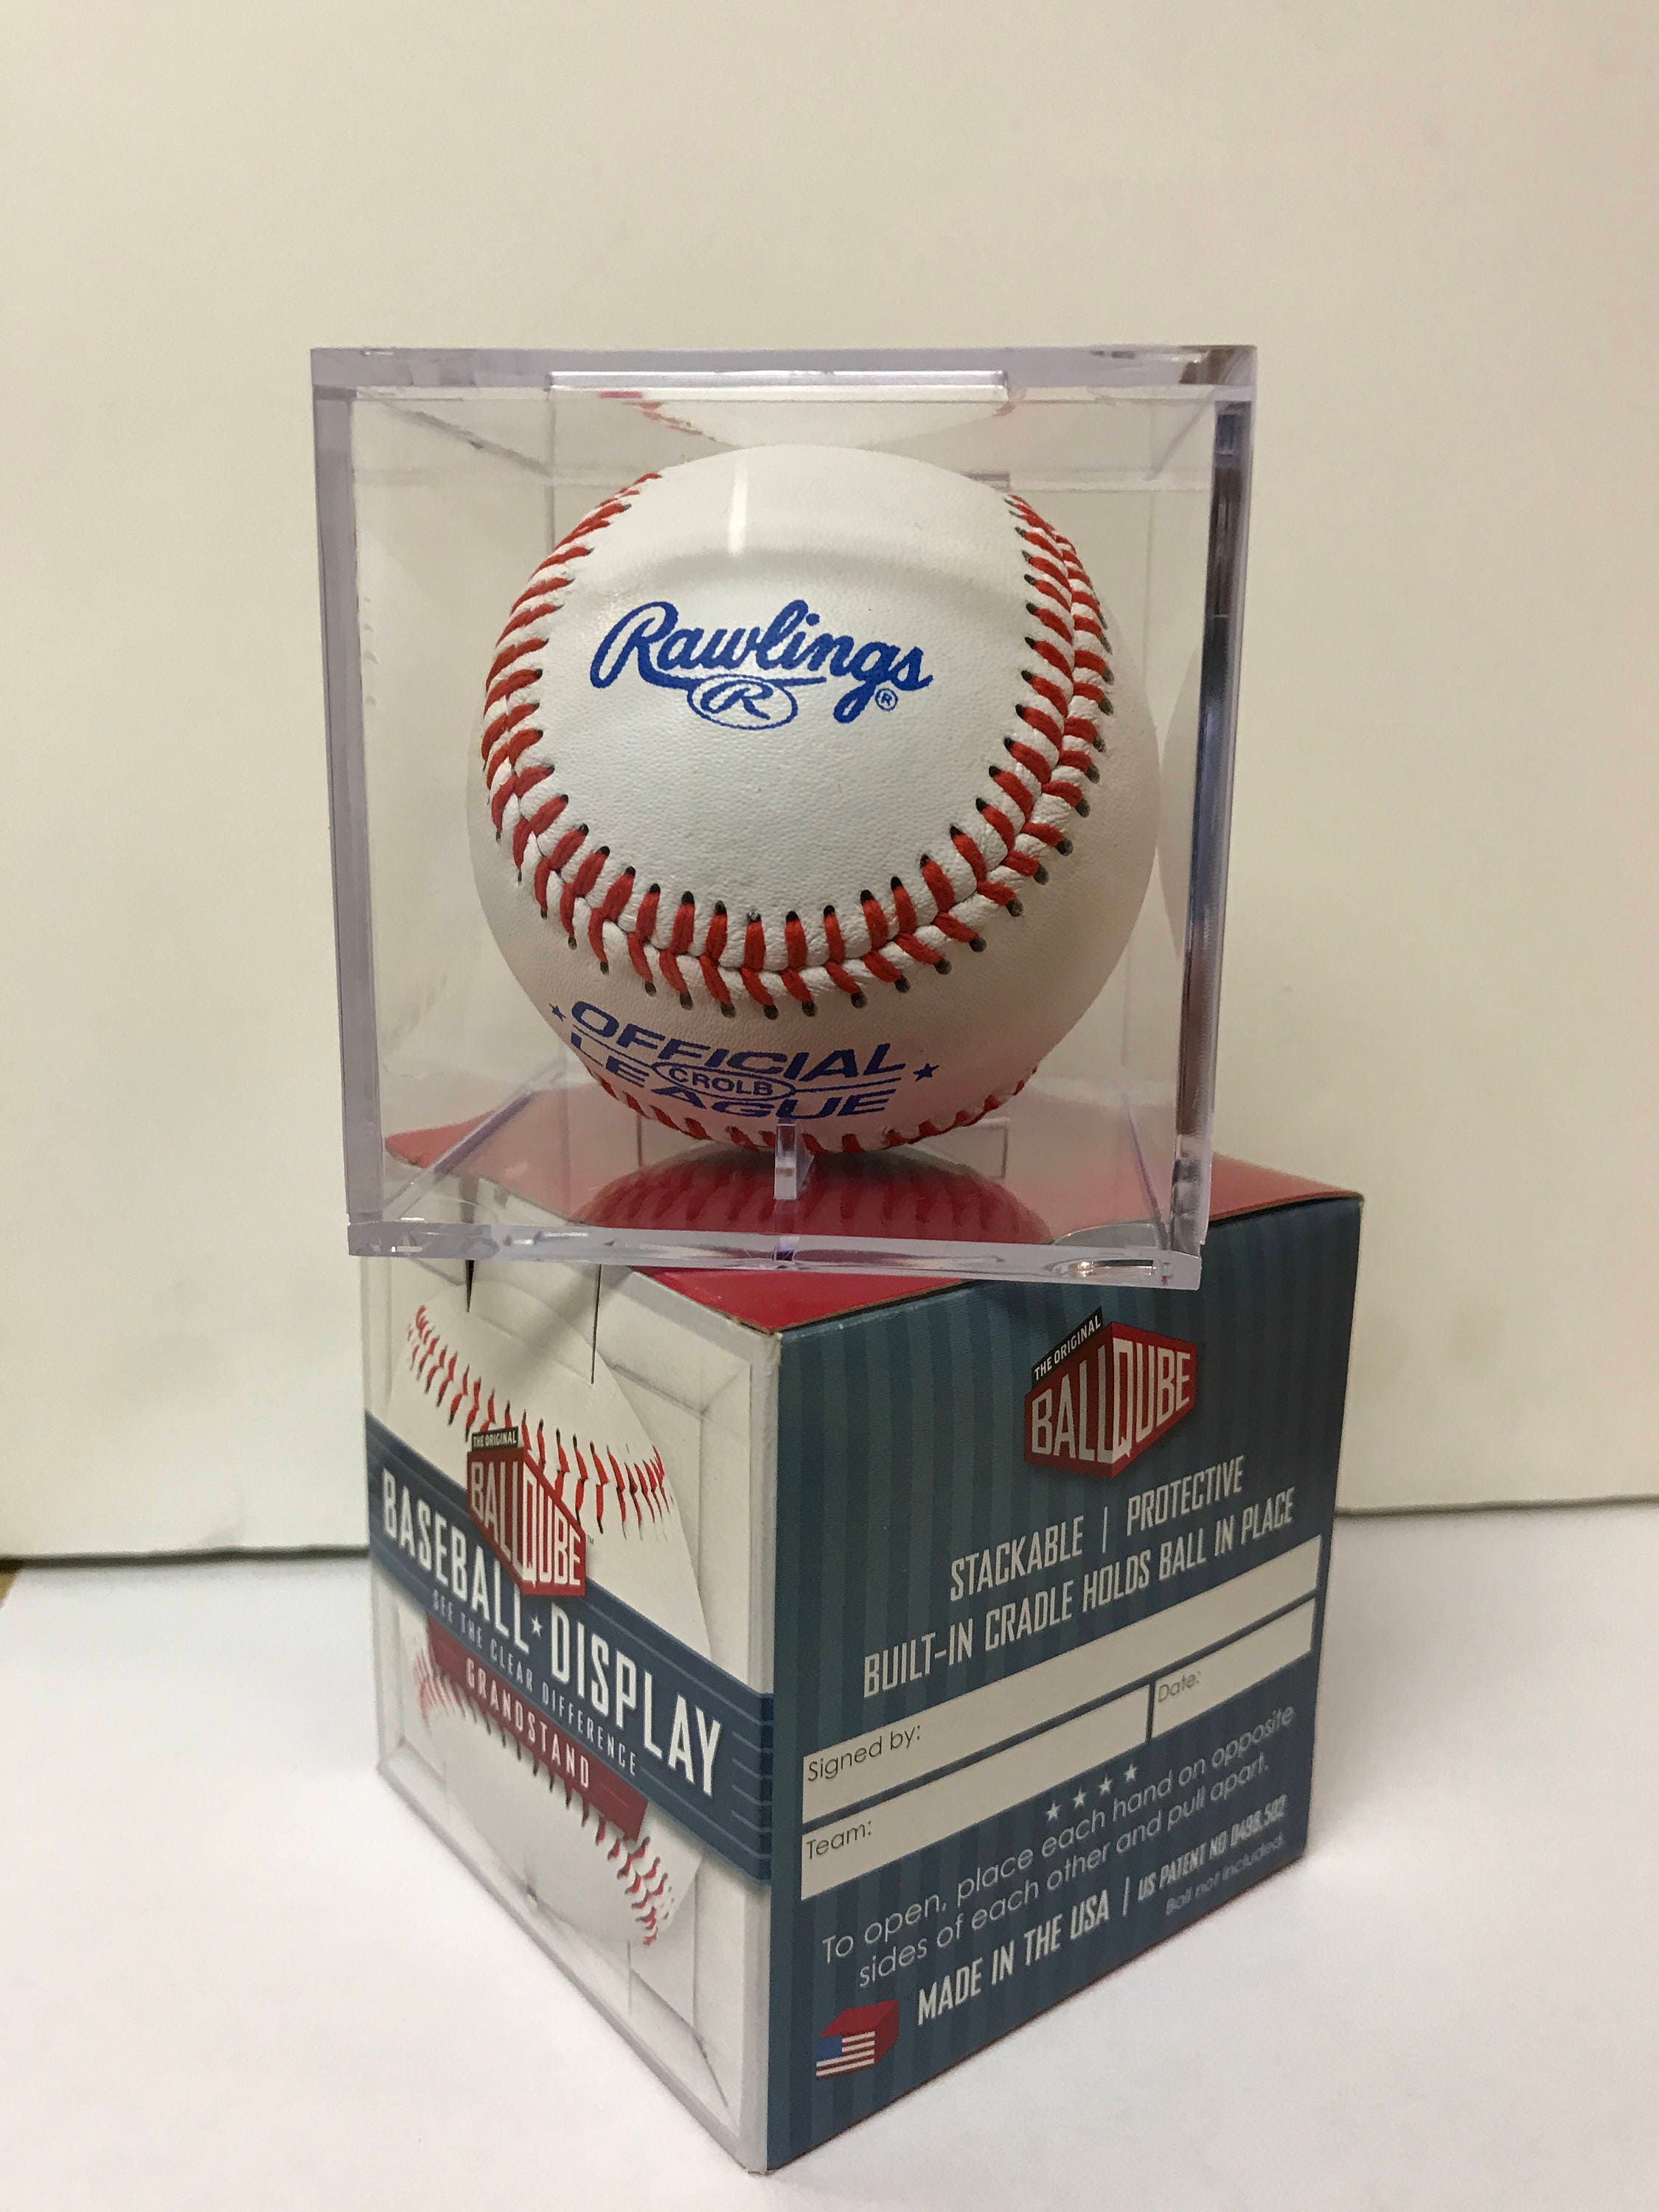 Rawlings
R
®
OFFICIAL
CROLB
LEAGUE
THE ORIGINAL
BALLQUBE
BASEBALL★DISPLAY
SEE THE CLEAR DIFFERENCE
GRANDSTAND
THE ORIGINAL
BALLQUBE
STACKABLE | PROTECTIVE
BUILT-IN CRADLE HOLDS BALL IN PLACE
Signed by:
Team:
Date:
To open, place each hand on opposite
sides of each other and pull apart.
MADE IN THE USA | US PATENT NO D498,502
Ball not included.